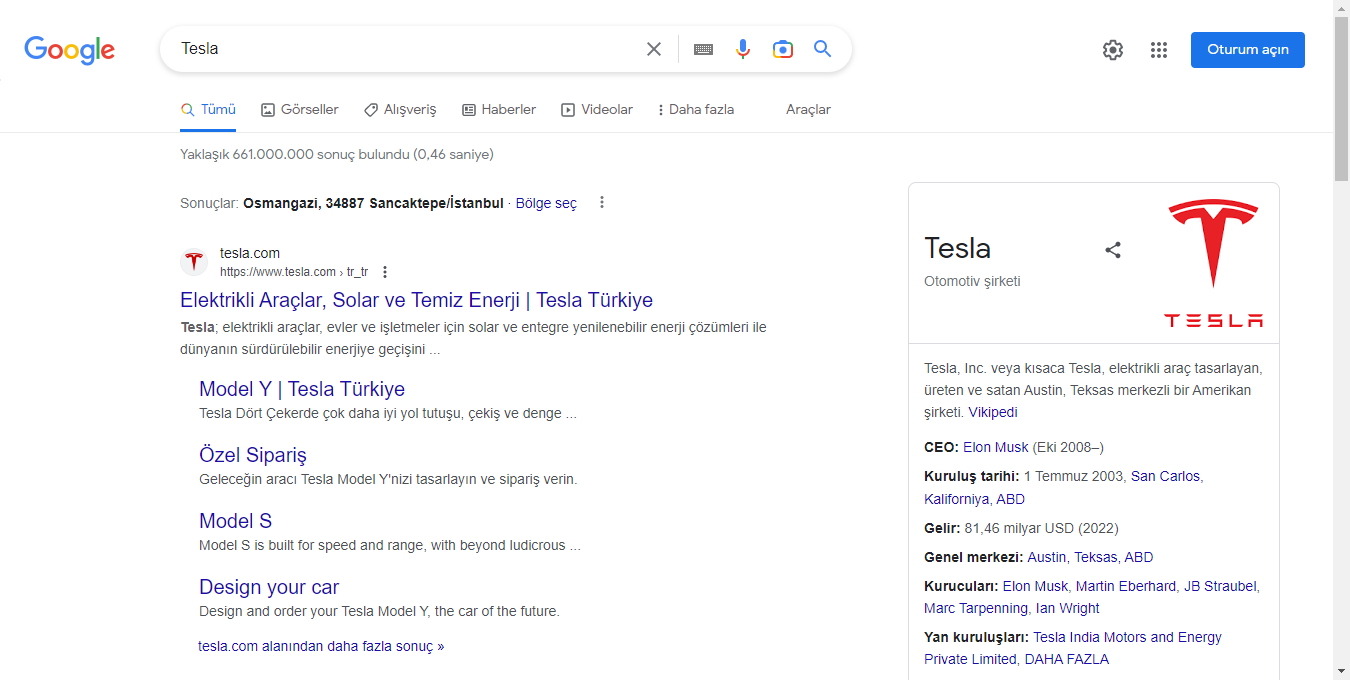 Google
Tesla
Oturum açın
Tümü
Görseller
Alışveriş
Haberler
Videolar
Daha fazla
Araçlar
Yaklaşık 661.000.000 sonuç bulundu (0,46 saniye)
Sonuçlar: Osmangazi, 34887 Sancaktepe/İstanbul · Bölge seç
tesla.com
https://www.tesla.com › tr_tr
Elektrikli Araçlar, Solar ve Temiz Enerji | Tesla Türkiye
Tesla; elektrikli araçlar, evler ve işletmeler için solar ve entegre yenilenebilir enerji çözümleri ile
dünyanın sürdürülebilir enerjiye geçişini ...
Model Y | Tesla Türkiye
Tesla Dört Çekerde çok daha iyi yol tutuşu, çekiş ve denge ...
Özel Sipariş
Geleceğin aracı Tesla Model Y'nizi tasarlayın ve sipariş verin.
Model S
Model S is built for speed and range, with beyond ludicrous ...
Design your car
Design and order your Tesla Model Y, the car of the future.
tesla.com alanından daha fazla sonuç »
Tesla
Otomotiv şirketi
TESLA
Tesla, Inc. veya kısaca Tesla, elektrikli araç tasarlayan,
üreten ve satan Austin, Teksas merkezli bir Amerikan
şirketi. Vikipedi
CEO: Elon Musk (Eki 2008–)
Kuruluş tarihi: 1 Temmuz 2003, San Carlos,
Kaliforniya, ABD
Gelir: 81,46 milyar USD (2022)
Genel merkezi: Austin, Teksas, ABD
Kurucuları: Elon Musk, Martin Eberhard, JB Straubel,
Marc Tarpenning, Ian Wright
Yan kuruluşları: Tesla India Motors and Energy
Private Limited, DAHA FAZLA